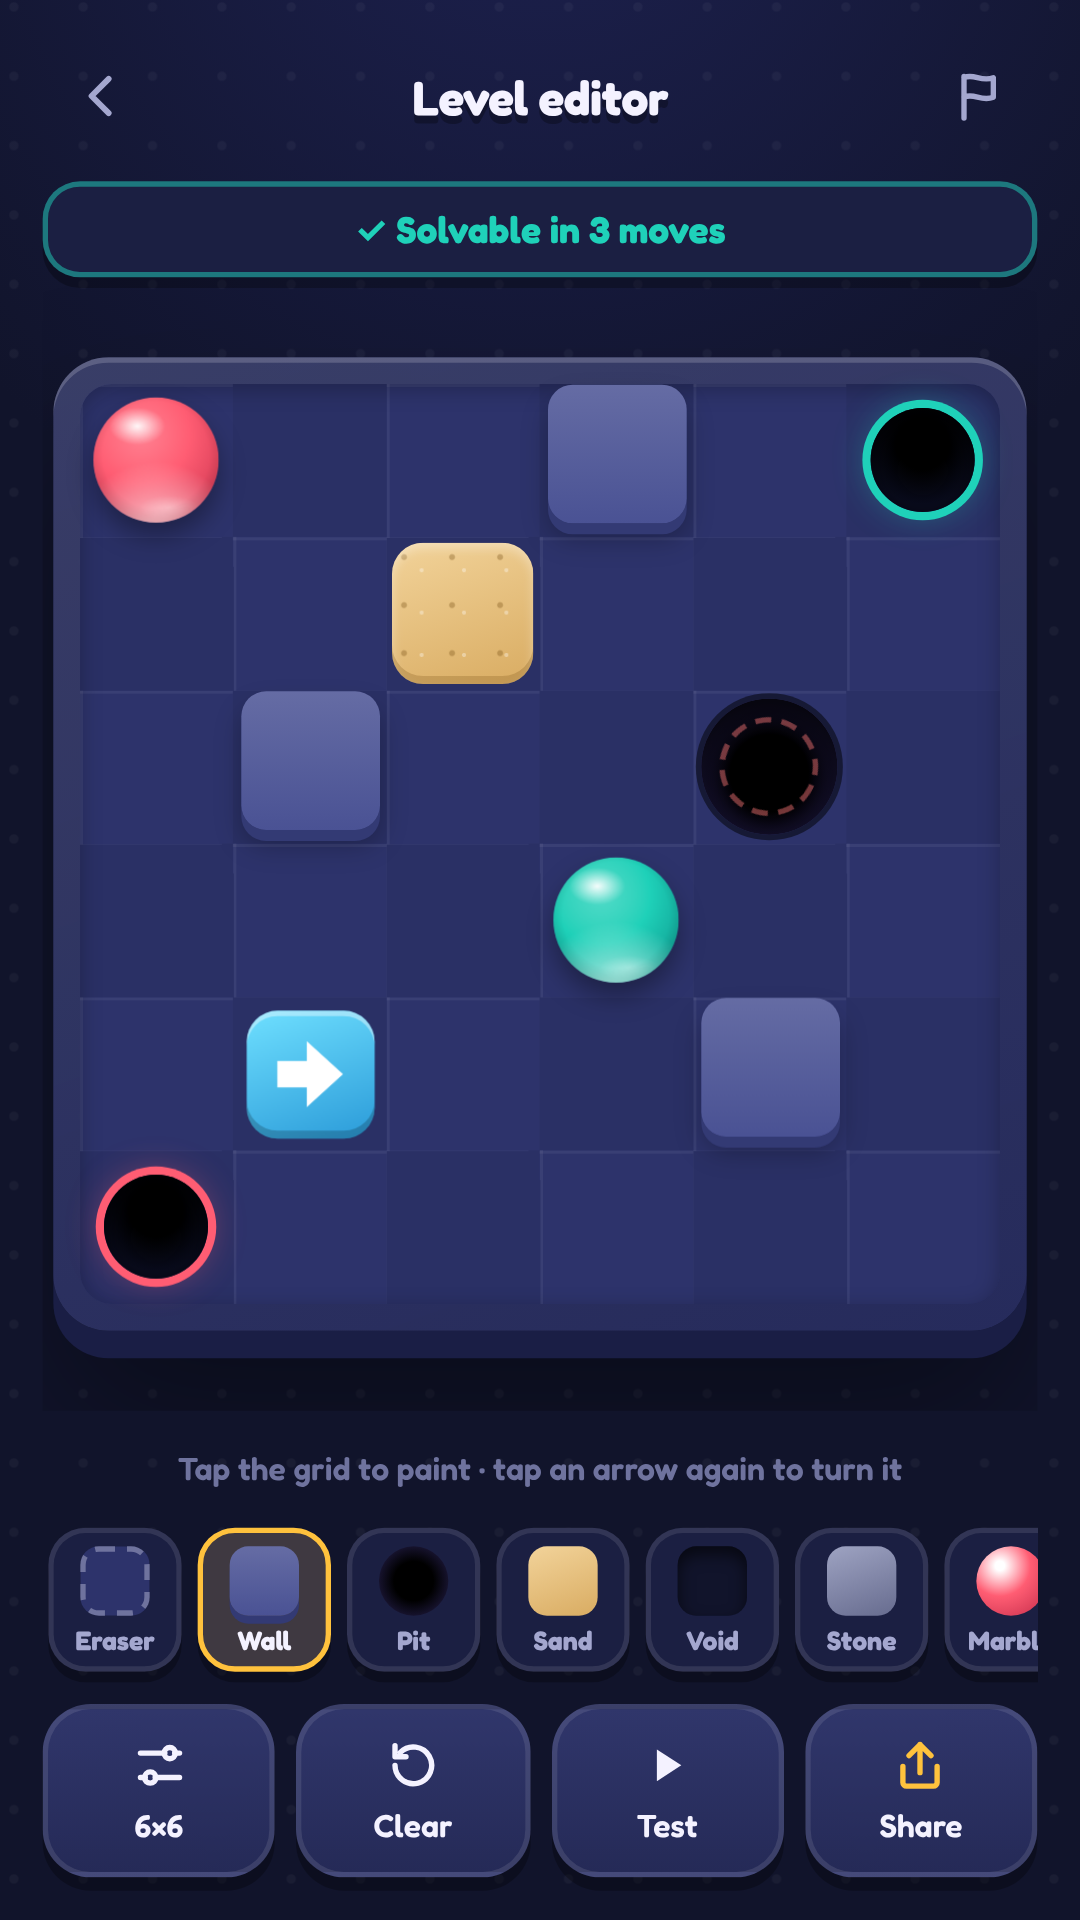 Level editor
✓ Solvable in 3 moves
Tap the grid to paint · tap an arrow again to turn it
Eraser Wall Pit Sand Void Stone Marbl
6×6 Clear Test Share